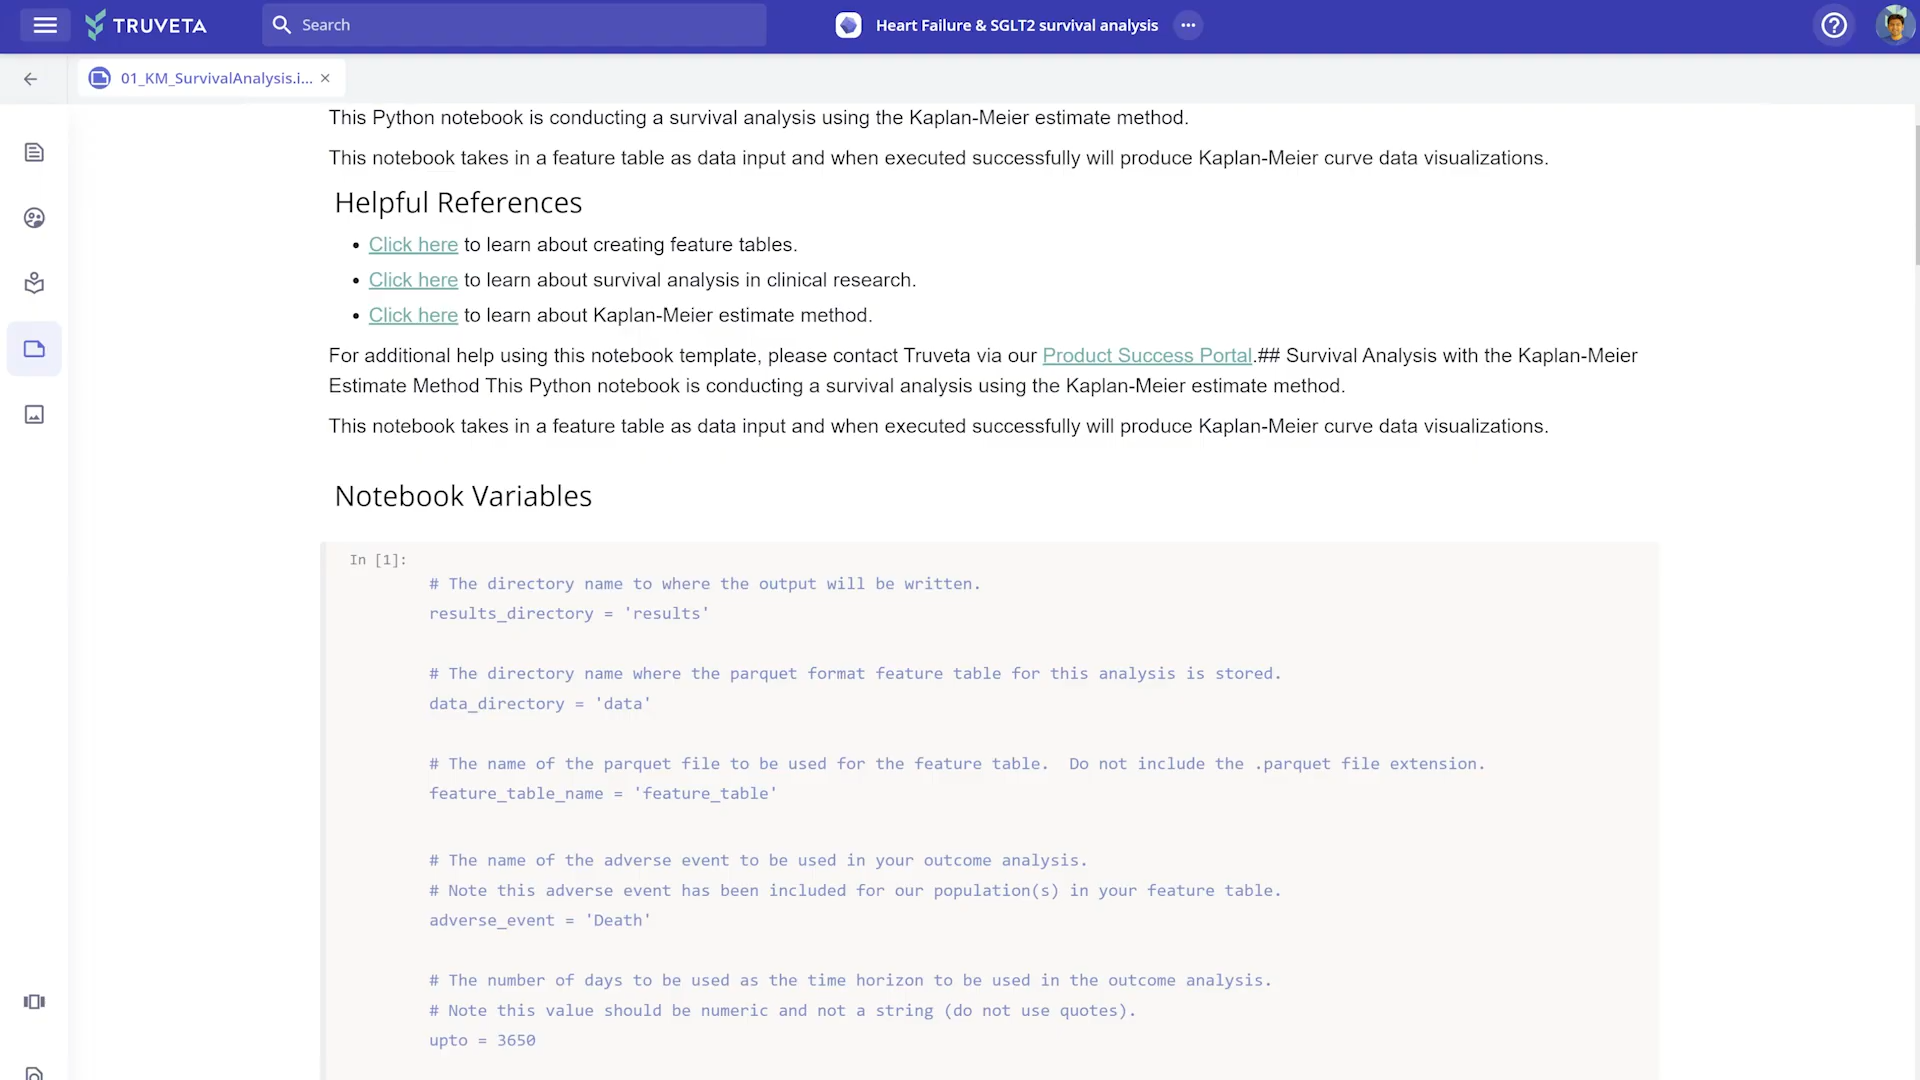 TRUVETA
Search
Heart Failure & SGLT2 survival analysis
01_KM_SurvivalAnalysis.i...
This Python notebook is conducting a survival analysis using the Kaplan-Meier estimate method.
This notebook takes in a feature table as data input and when executed successfully will produce Kaplan-Meier curve data visualizations.
Helpful References
• Click here to learn about creating feature tables.
• Click here to learn about survival analysis in clinical research.
• Click here to learn about Kaplan-Meier estimate method.
For additional help using this notebook template, please contact Truveta via our Product Success Portal.## Survival Analysis with the Kaplan-Meier
Estimate Method This Python notebook is conducting a survival analysis using the Kaplan-Meier estimate method.
This notebook takes in a feature table as data input and when executed successfully will produce Kaplan-Meier curve data visualizations.
Notebook Variables
In [1]:
# The directory name to where the output will be written.
results_directory = 'results'
# The directory name where the parquet format feature table for this analysis is stored.
data_directory = 'data'
# The name of the parquet file to be used for the feature table.  Do not include the .parquet file extension.
feature_table_name = 'feature_table'
# The name of the adverse event to be used in your outcome analysis.
# Note this adverse event has been included for our population(s) in your feature table.
adverse_event = 'Death'
# The number of days to be used as the time horizon to be used in the outcome analysis.
# Note this value should be numeric and not a string (do not use quotes).
upto = 3650